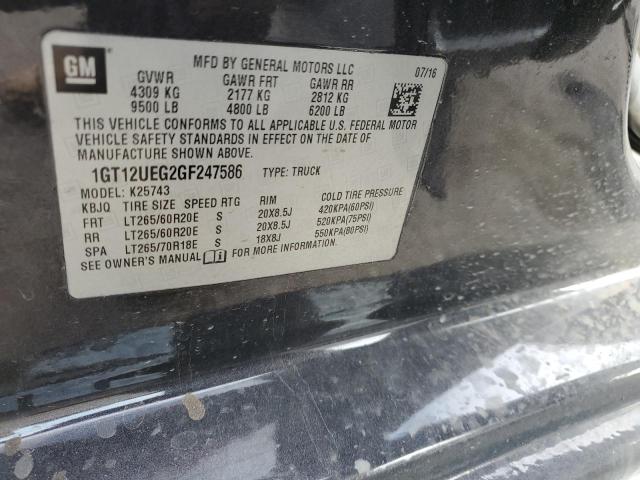 GM
MFD BY GENERAL MOTORS LLC
07/16
GVWR GAWR FRT GAWR RR
4309 KG 2177 KG 2812 KG
9500 LB 4800 LB 6200 LB
THIS VEHICLE CONFORMS TO ALL APPLICABLE U.S. FEDERAL MOTOR
VEHICLE SAFETY STANDARDS IN EFFECT ON THE DATE OF
MANUFACTURE SHOWN ABOVE.
1GT12UEG2GF247586 TYPE: TRUCK
MODEL: K25743
KBJQ TIRE SIZE SPEED RTG RIM COLD TIRE PRESSURE
FRT LT265/60R20E S 20X8.5J 420KPA(60PSI)
RR LT265/60R20E S 20X8.5J 520KPA(75PSI)
SPA LT265/70R18E S 18X8J 550KPA(80PSI)
SEE OWNER'S MANUAL FOR MORE INFORMATION